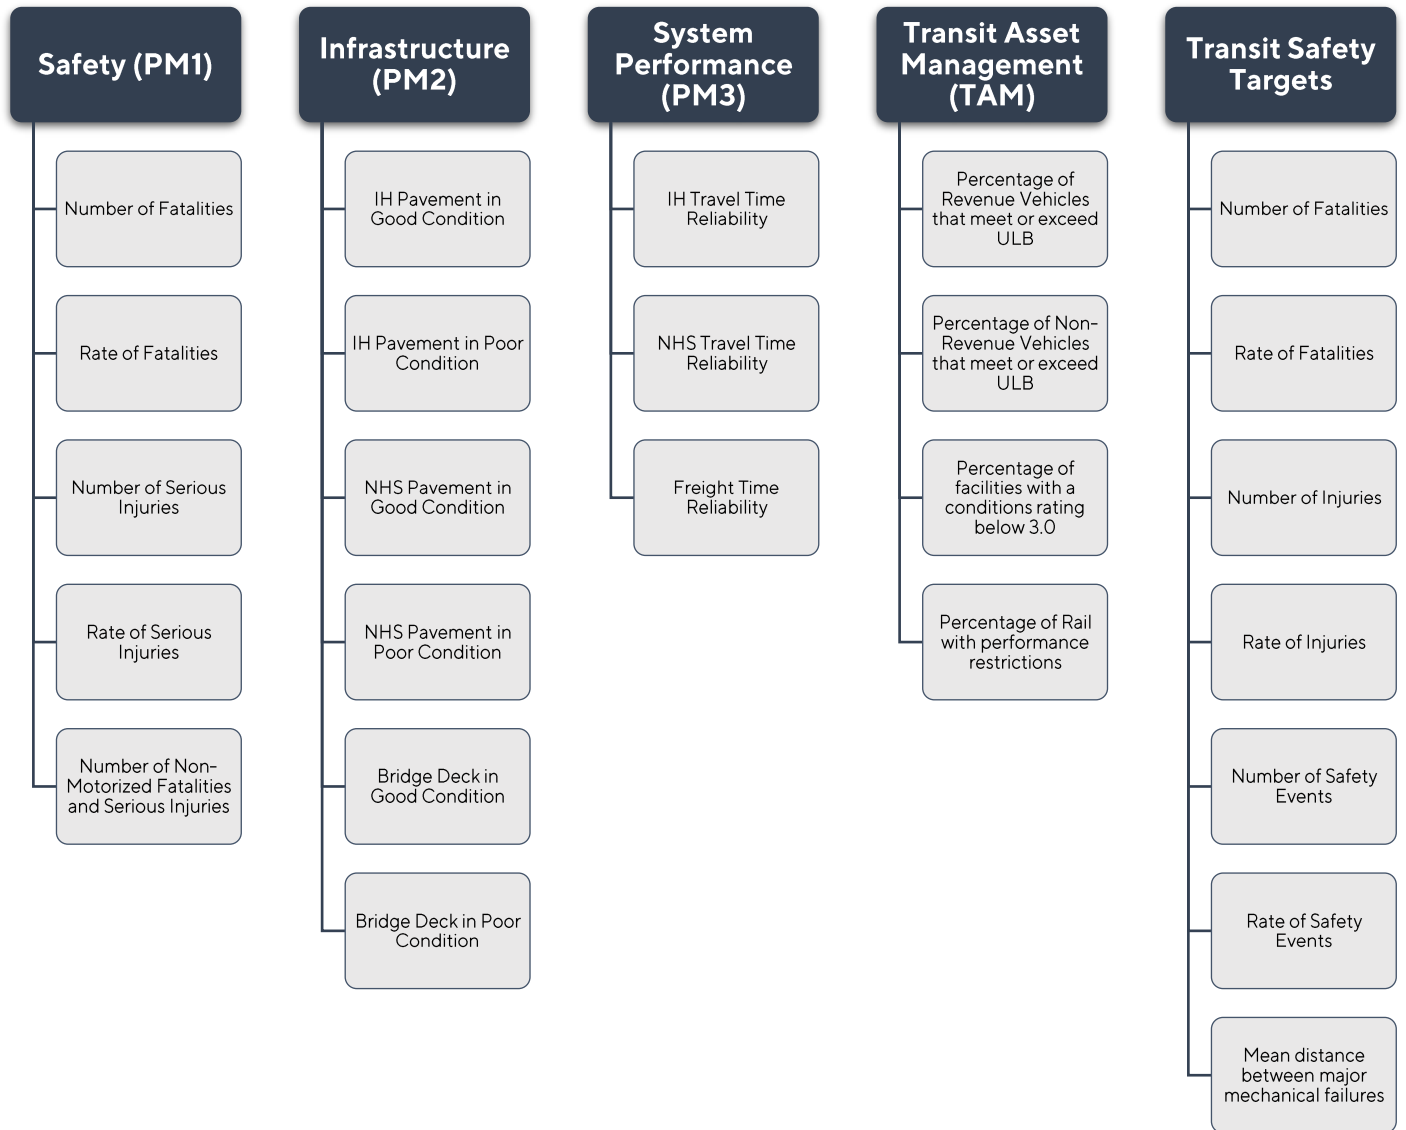 Safety (PM1)
Number of Fatalities
Rate of Fatalities
Number of Serious
Injuries
Rate of Serious
Injuries
Number of Non-
Motorized Fatalities
and Serious Injuries
Infrastructure
(PM2)
IH Pavement in
Good Condition
IH Pavement in Poor
Condition
NHS Pavement in
Good Condition
NHS Pavement in
Poor Condition
Bridge Deck in
Good Condition
Bridge Deck in Poor
Condition
System
Performance
(PM3)
IH Travel Time
Reliability
NHS Travel Time
Reliability
Freight Time
Reliability
Transit Asset
Management
(TAM)
Percentage of
Revenue Vehicles
that meet or exceed
ULB
Percentage of Non-
Revenue Vehicles
that meet or exceed
ULB
Percentage of
facilities with a
conditions rating
below 3.0
Percentage of Rail
with performance
restrictions
Transit Safety
Targets
Number of Fatalities
Rate of Fatalities
Number of Injuries
Rate of Injuries
Number of Safety
Events
Rate of Safety
Events
Mean distance
between major
mechanical failures